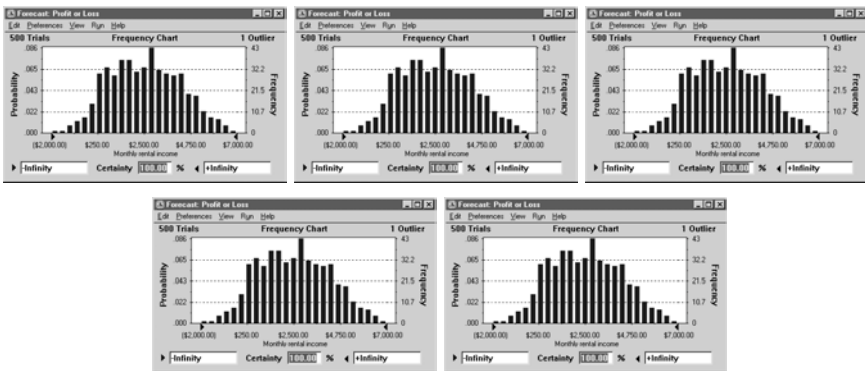 Forecast: Profit or Loss
Edit Preferences View Run Help
500 Trials Frequency Chart 1 Outlier
Probability
.086
.065
.043
.022
.000
43
32.2
21.5
10.7
0
Frequency
($2,000.00) $250.00 $2,500.00 $4,750.00 $7,000.00
Monthly rental income
-Infinity Certainty 100.00 % +Infinity
Forecast: Profit or Loss
Edit Preferences View Run Help
500 Trials Frequency Chart 1 Outlier
Probability
.086
.065
.043
.022
.000
43
32.2
21.5
10.7
0
Frequency
($2,000.00) $250.00 $2,500.00 $4,750.00 $7,000.00
Monthly rental income
-Infinity Certainty 100.00 % +Infinity
Forecast: Profit or Loss
Edit Preferences View Run Help
500 Trials Frequency Chart 1 Outlier
Probability
.086
.065
.043
.022
.000
43
32.2
21.5
10.7
0
Frequency
($2,000.00) $250.00 $2,500.00 $4,750.00 $7,000.00
Monthly rental income
-Infinity Certainty 100.00 % +Infinity
Forecast: Profit or Loss
Edit Preferences View Run Help
500 Trials Frequency Chart 1 Outlier
Probability
.086
.065
.043
.022
.000
43
32.2
21.5
10.7
0
Frequency
($2,000.00) $250.00 $2,500.00 $4,750.00 $7,000.00
Monthly rental income
-Infinity Certainty 100.00 % +Infinity
Forecast: Profit or Loss
Edit Preferences View Run Help
500 Trials Frequency Chart 1 Outlier
Probability
.086
.065
.043
.022
.000
43
32.2
21.5
10.7
0
Frequency
($2,000.00) $250.00 $2,500.00 $4,750.00 $7,000.00
Monthly rental income
-Infinity Certainty 100.00 % +Infinity